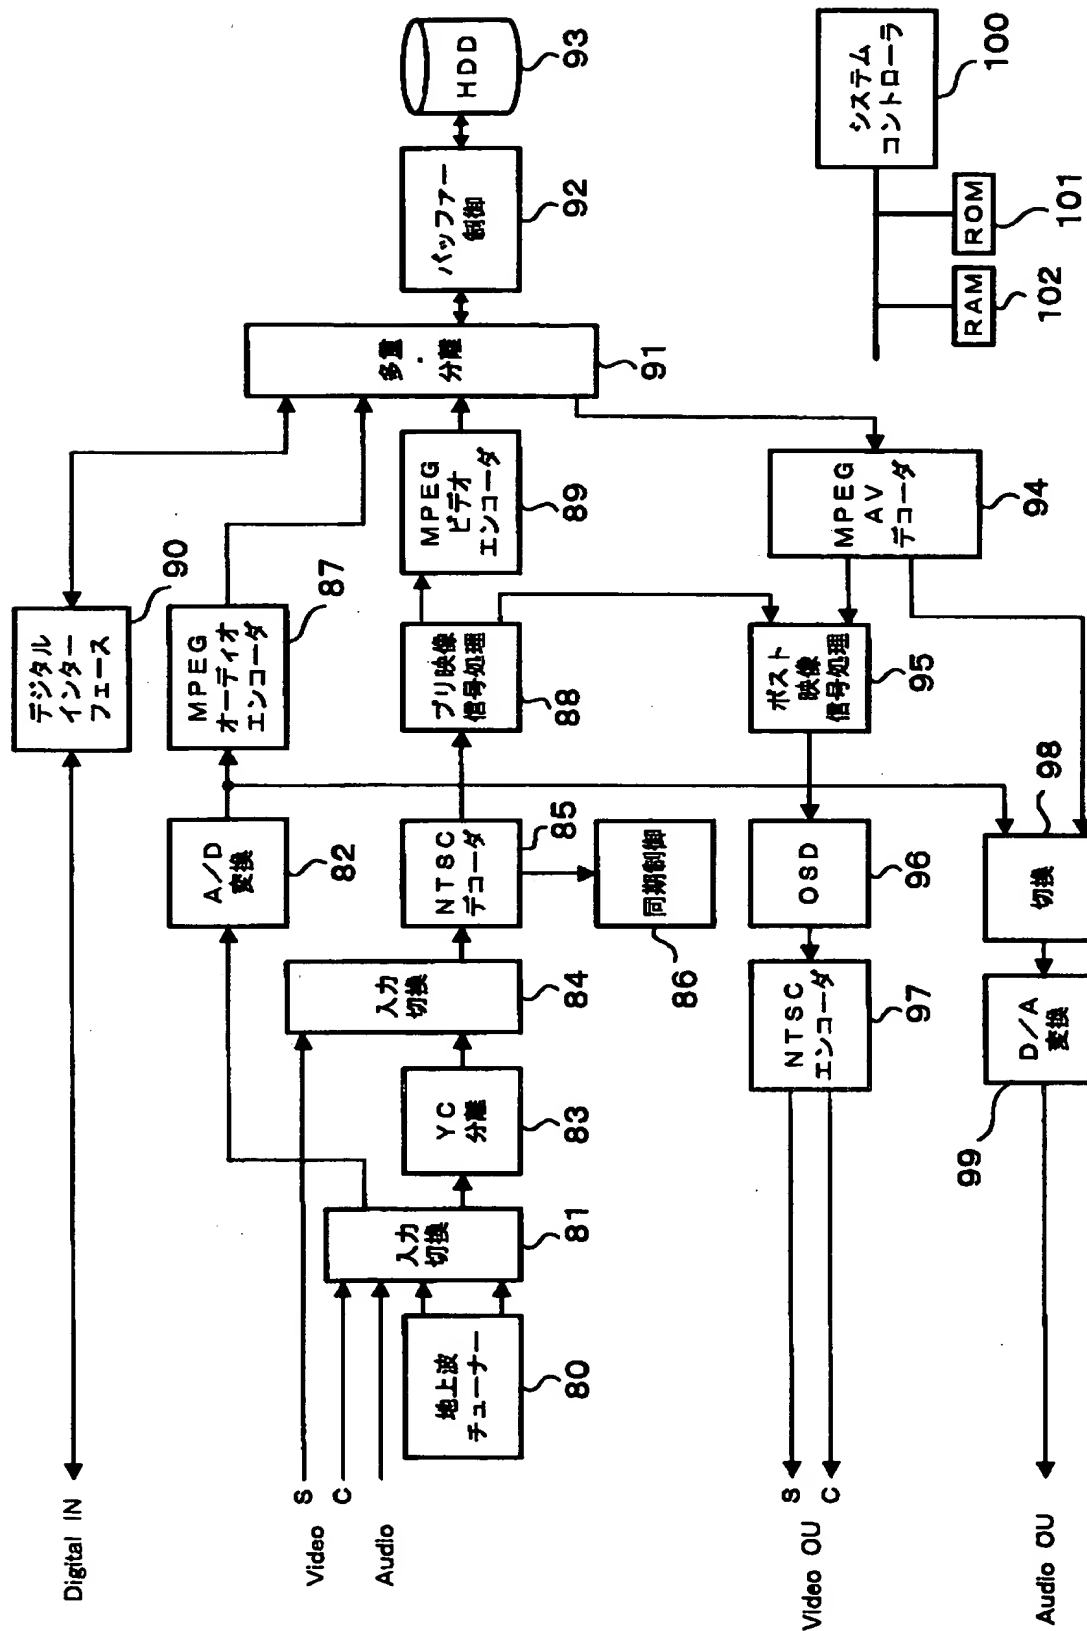 Digital IN
Video
S
C
Audio
デジタル
インター
フェース
90
A/D
変換
82
MPEG
オーディオ
エンコーダ
87
地上波
チューナー
80
入力
切換
81
YC
分離
83
入力
切換
84
NTSC
デコーダ
85
同期制御
86
プリ映像
信号処理
88
MPEG
ビデオ
エンコーダ
89
多重
・
分離
91
バッファー
制御
92
HDD
93
MPEG
AV
デコーダ
94
ポスト
映像
信号処理
95
OSD
96
NTSC
エンコーダ
97
Video OU
S
C
切換
98
D/A
変換
99
Audio OU
システム
コントローラ
100
ROM
101
RAM
102